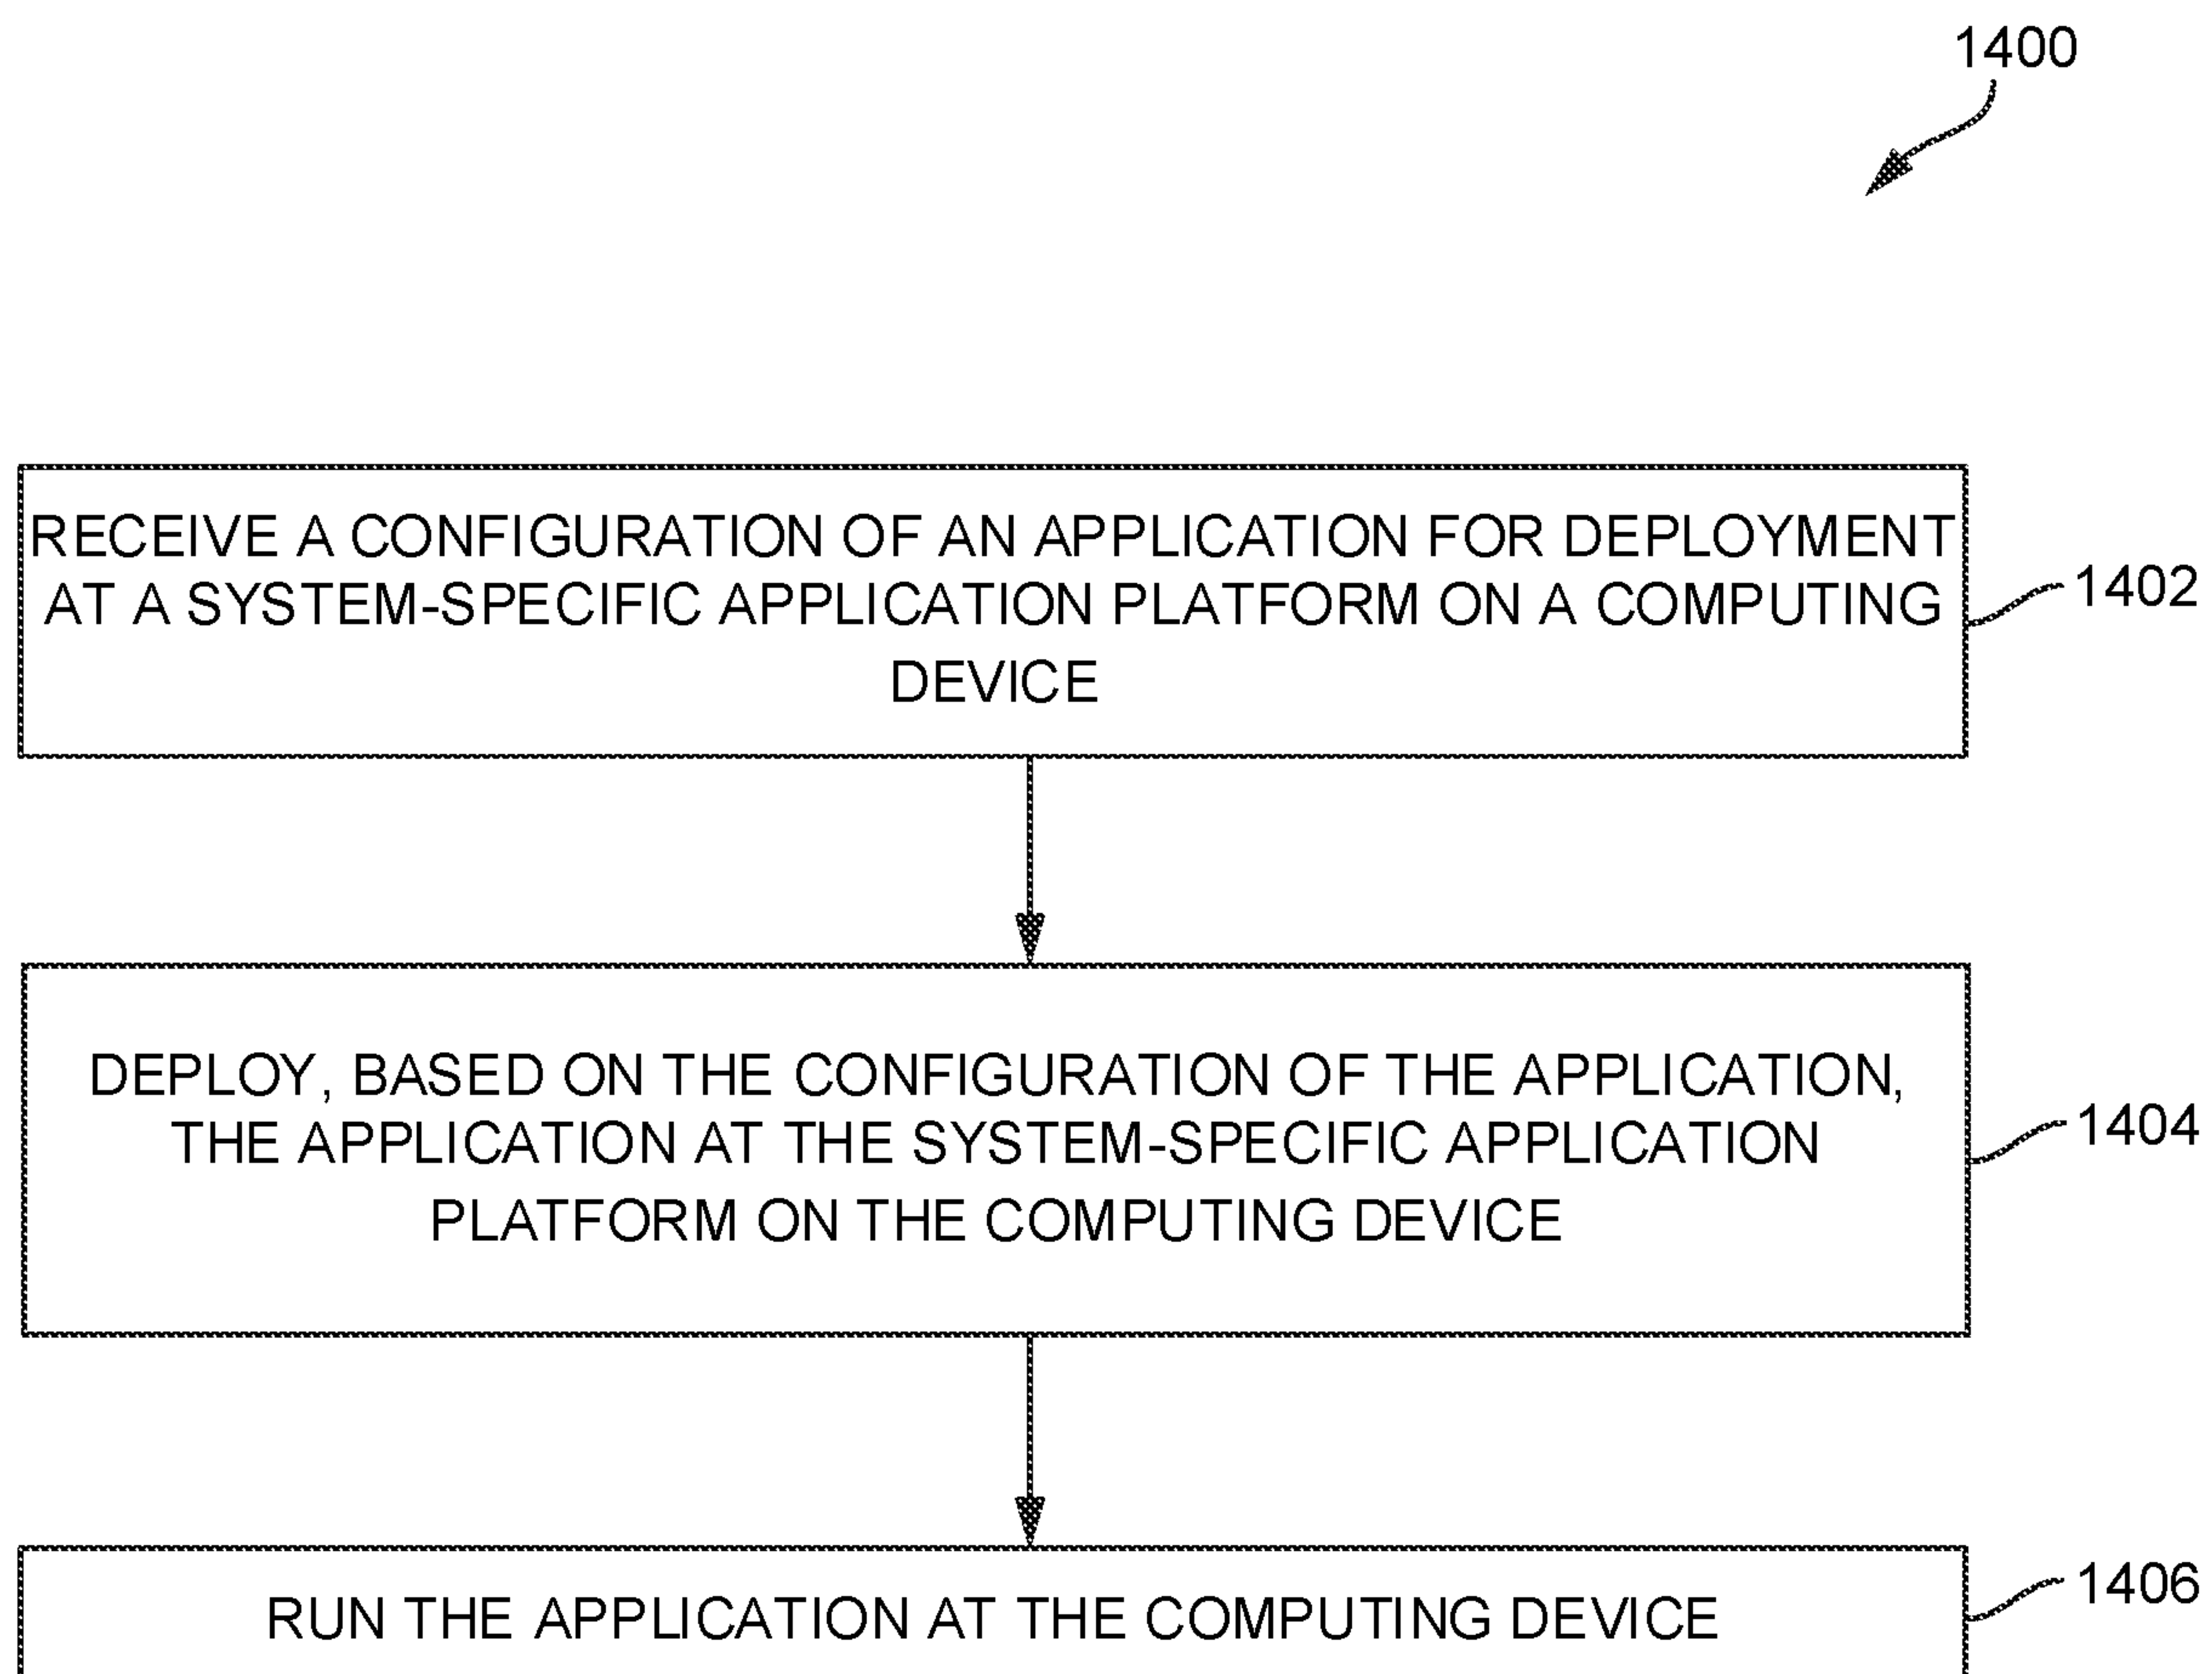 1400
RECEIVE A CONFIGURATION OF AN APPLICATION FOR DEPLOYMENT
AT A SYSTEM-SPECIFIC APPLICATION PLATFORM ON A COMPUTING
DEVICE
1402
DEPLOY, BASED ON THE CONFIGURATION OF THE APPLICATION,
THE APPLICATION AT THE SYSTEM-SPECIFIC APPLICATION
PLATFORM ON THE COMPUTING DEVICE
1404
RUN THE APPLICATION AT THE COMPUTING DEVICE
1406